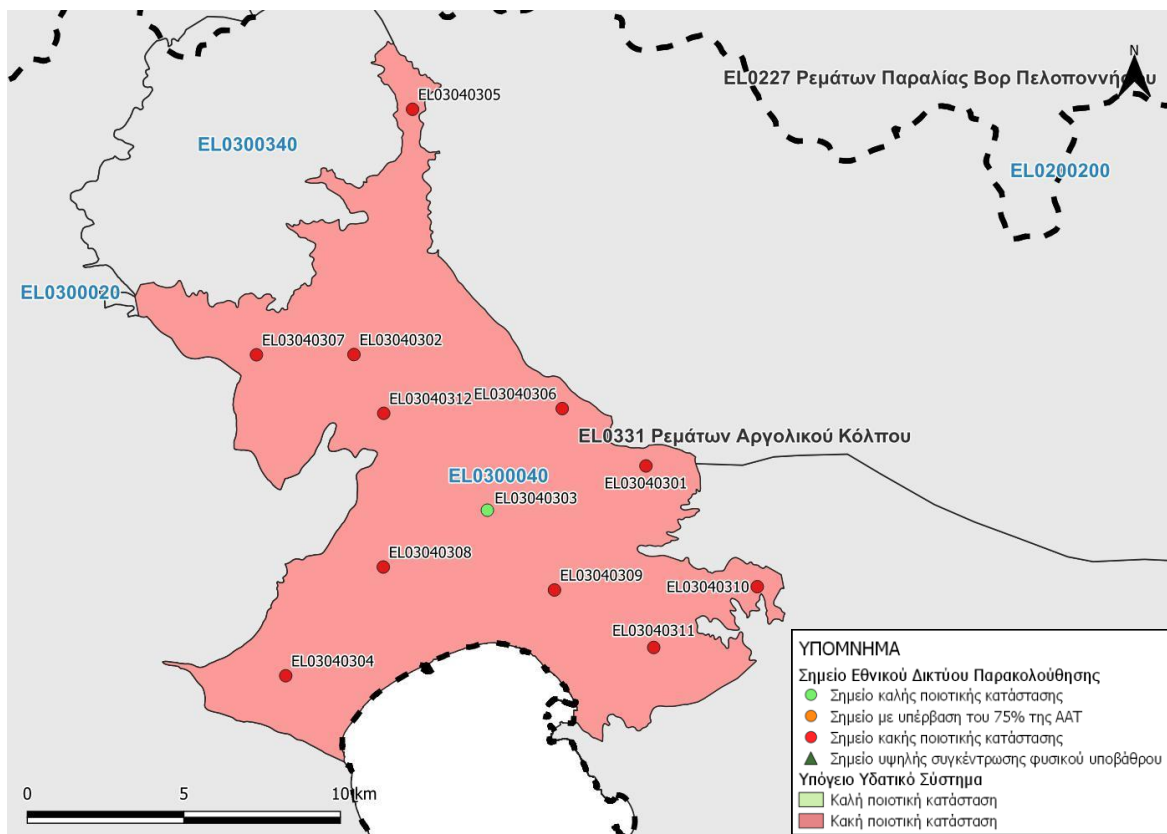 N
EL0227 Ρεμάτων Παραλίας Βορ Πελοποννήσου
EL03040305
EL0300340
EL0200200
EL0300020
EL03040307
EL03040302
EL03040312
EL03040306
EL0331 Ρεμάτων Αργολικού Κόλπου
EL0300040
EL03040301
EL03040303
EL03040308
EL03040309
EL03040310
EL03040311
EL03040304
ΥΠΟΜΝΗΜΑ
Σημείο Εθνικού Δικτύου Παρακολούθησης
Σημείο καλής ποιοτικής κατάστασης
Σημείο με υπέρβαση του 75% της ΑΑΤ
Σημείο κακής ποιοτικής κατάστασης
Σημείο υψηλής συγκέντρωσης φυσικού υποβάθρου
Υπόγειο Υδατικό Σύστημα
Καλή ποιοτική κατάσταση
Κακή ποιοτική κατάσταση
0 5 10 km